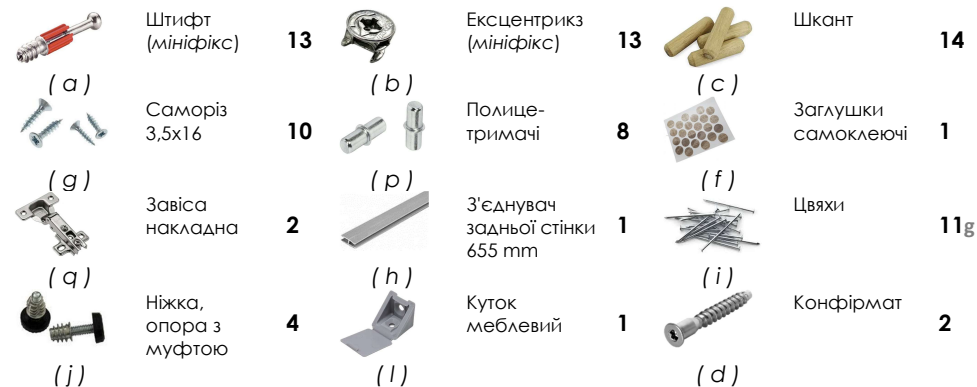 Штифт
(мініфікс)
13
( a )
Ексцентрикз
(мініфікс)
13
( b )
Шкант
14
( c )
Саморіз
3,5x16
10
( g )
Полице-
тримачі
8
( p )
Заглушки
самоклеючі
1
( f )
Завіса
накладна
2
( q )
З'єднувач
задньої стінки
655 mm
1
( h )
Цвяхи
11g
( i )
Ніжка,
опора з
муфтою
4
( j )
Куток
меблевий
1
( l )
Конфірмат
2
( d )